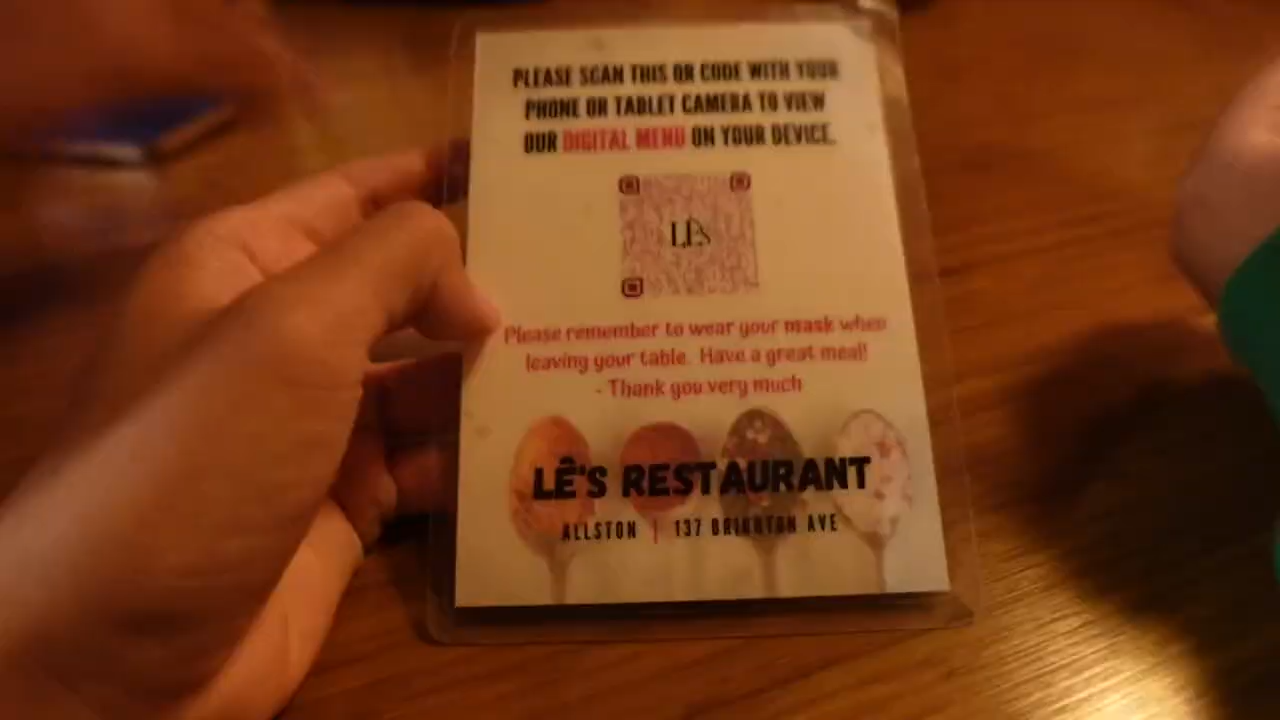 PLEASE SCAN THIS QR CODE WITH YOUR
PHONE OR TABLET CAMERA TO VIEW
OUR DIGITAL MENU ON YOUR DEVICE.
LÊ'S
Please remember to wear your mask when
leaving your table. Have a great meal!
- Thank you very much
LÊ'S RESTAURANT
ALLSTON | 137 BRIGHTON AVE